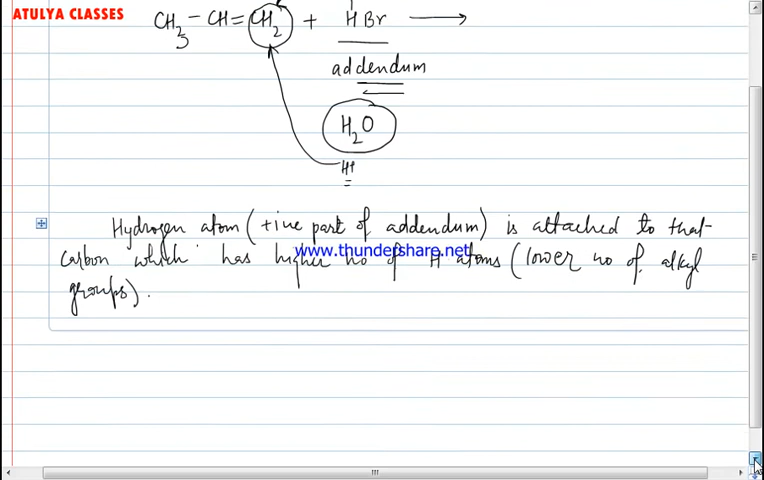 ATULYA CLASSES
CH3 - CH = CH2 + HBr →
addendum
H2O
H+
Hydrogen atom (+ive part of addendum) is attached to that
carbon which has higher no of H atoms (lower no of alkyl
groups).
www.thundershare.net